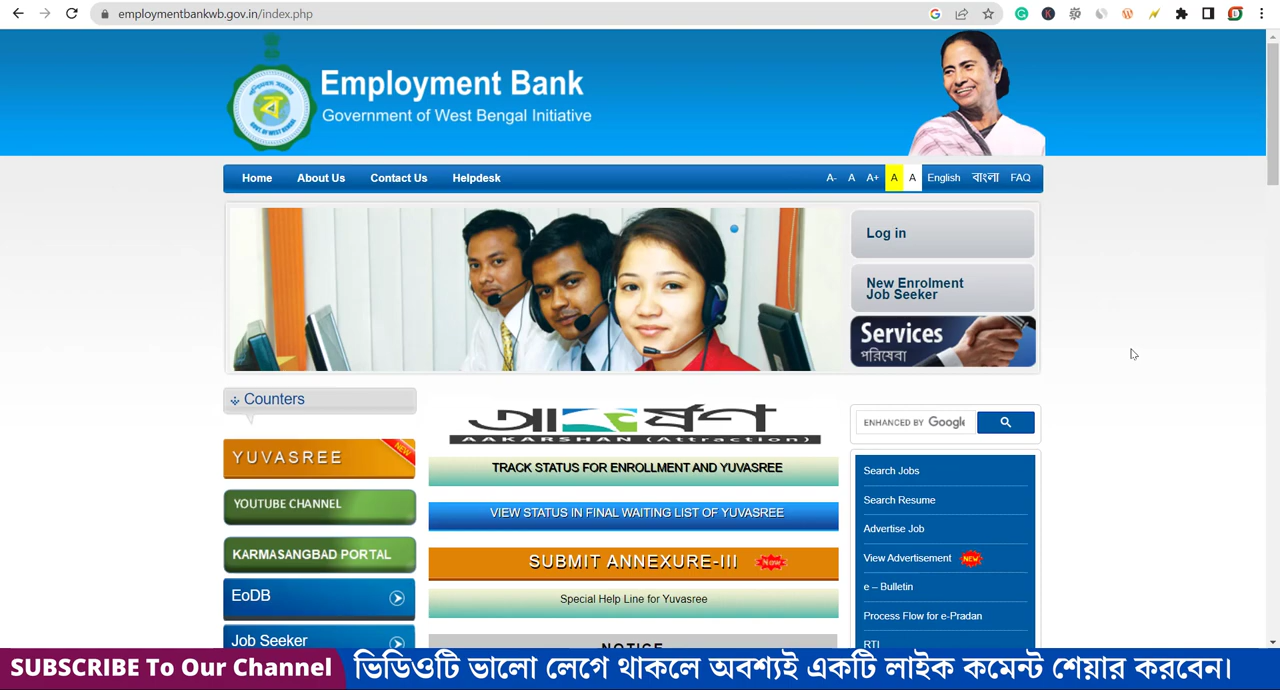 employmentbankwb.gov.in/index.php
Employment Bank
Government of West Bengal Initiative
Home About Us Contact Us Helpdesk A- A A+ A A English বাংলা FAQ
Log in
New Enrolment
Job Seeker
Services
পরিষেবা
Counters
আকর্ষণ
AAKARSHAN (Attraction)
ENHANCED BY Google
YUVASREE
NEW
TRACK STATUS FOR ENROLLMENT AND YUVASREE
Search Jobs
YOUTUBE CHANNEL
VIEW STATUS IN FINAL WAITING LIST OF YUVASREE
Search Resume
Advertise Job
KARMASANGBAD PORTAL
SUBMIT ANNEXURE-III New
View Advertisement NEW
EoDB
Special Help Line for Yuvasree
e – Bulletin
Process Flow for e-Pradan
Job Seeker
NOTICE
RTI
SUBSCRIBE To Our Channel
ভিডিওটি ভালো লেগে থাকলে অবশ্যই একটি লাইক কমেন্ট শেয়ার করবেন।